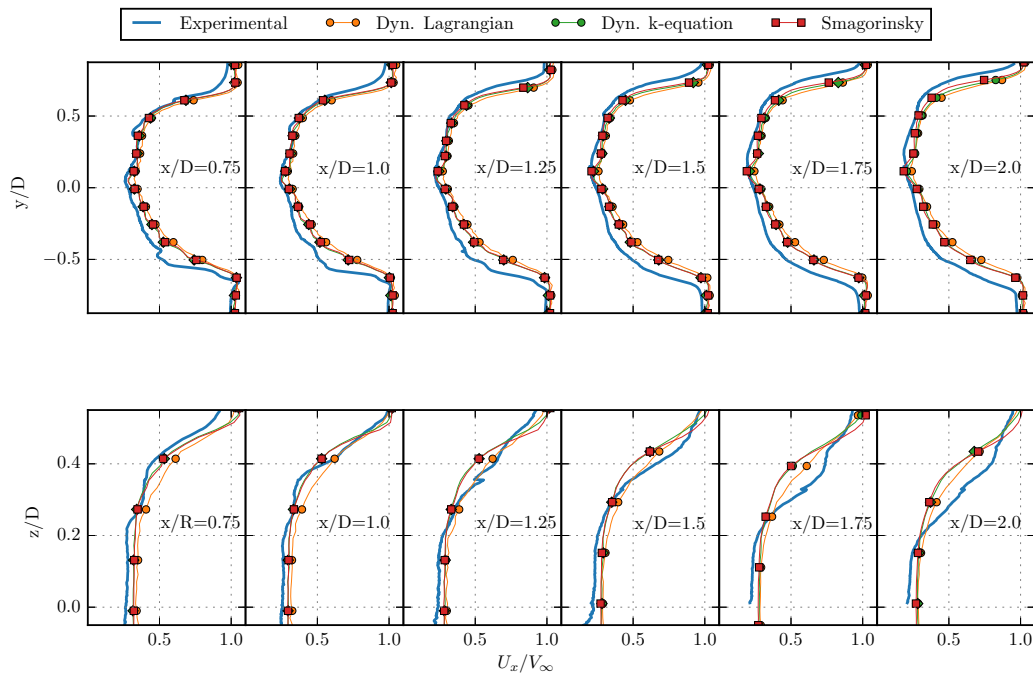 Experimental Dyn. Lagrangian Dyn. k-equation Smagorinsky
y/D
0.5
0.0
−0.5
x/D=0.75 x/D=1.0 x/D=1.25 x/D=1.5 x/D=1.75 x/D=2.0
z/D
0.4
0.2
0.0
x/R=0.75 x/D=1.0 x/D=1.25 x/D=1.5 x/D=1.75 x/D=2.0
0.5 1.0 0.5 1.0 0.5 1.0 0.5 1.0 0.5 1.0 0.5 1.0
U_x/V_∞